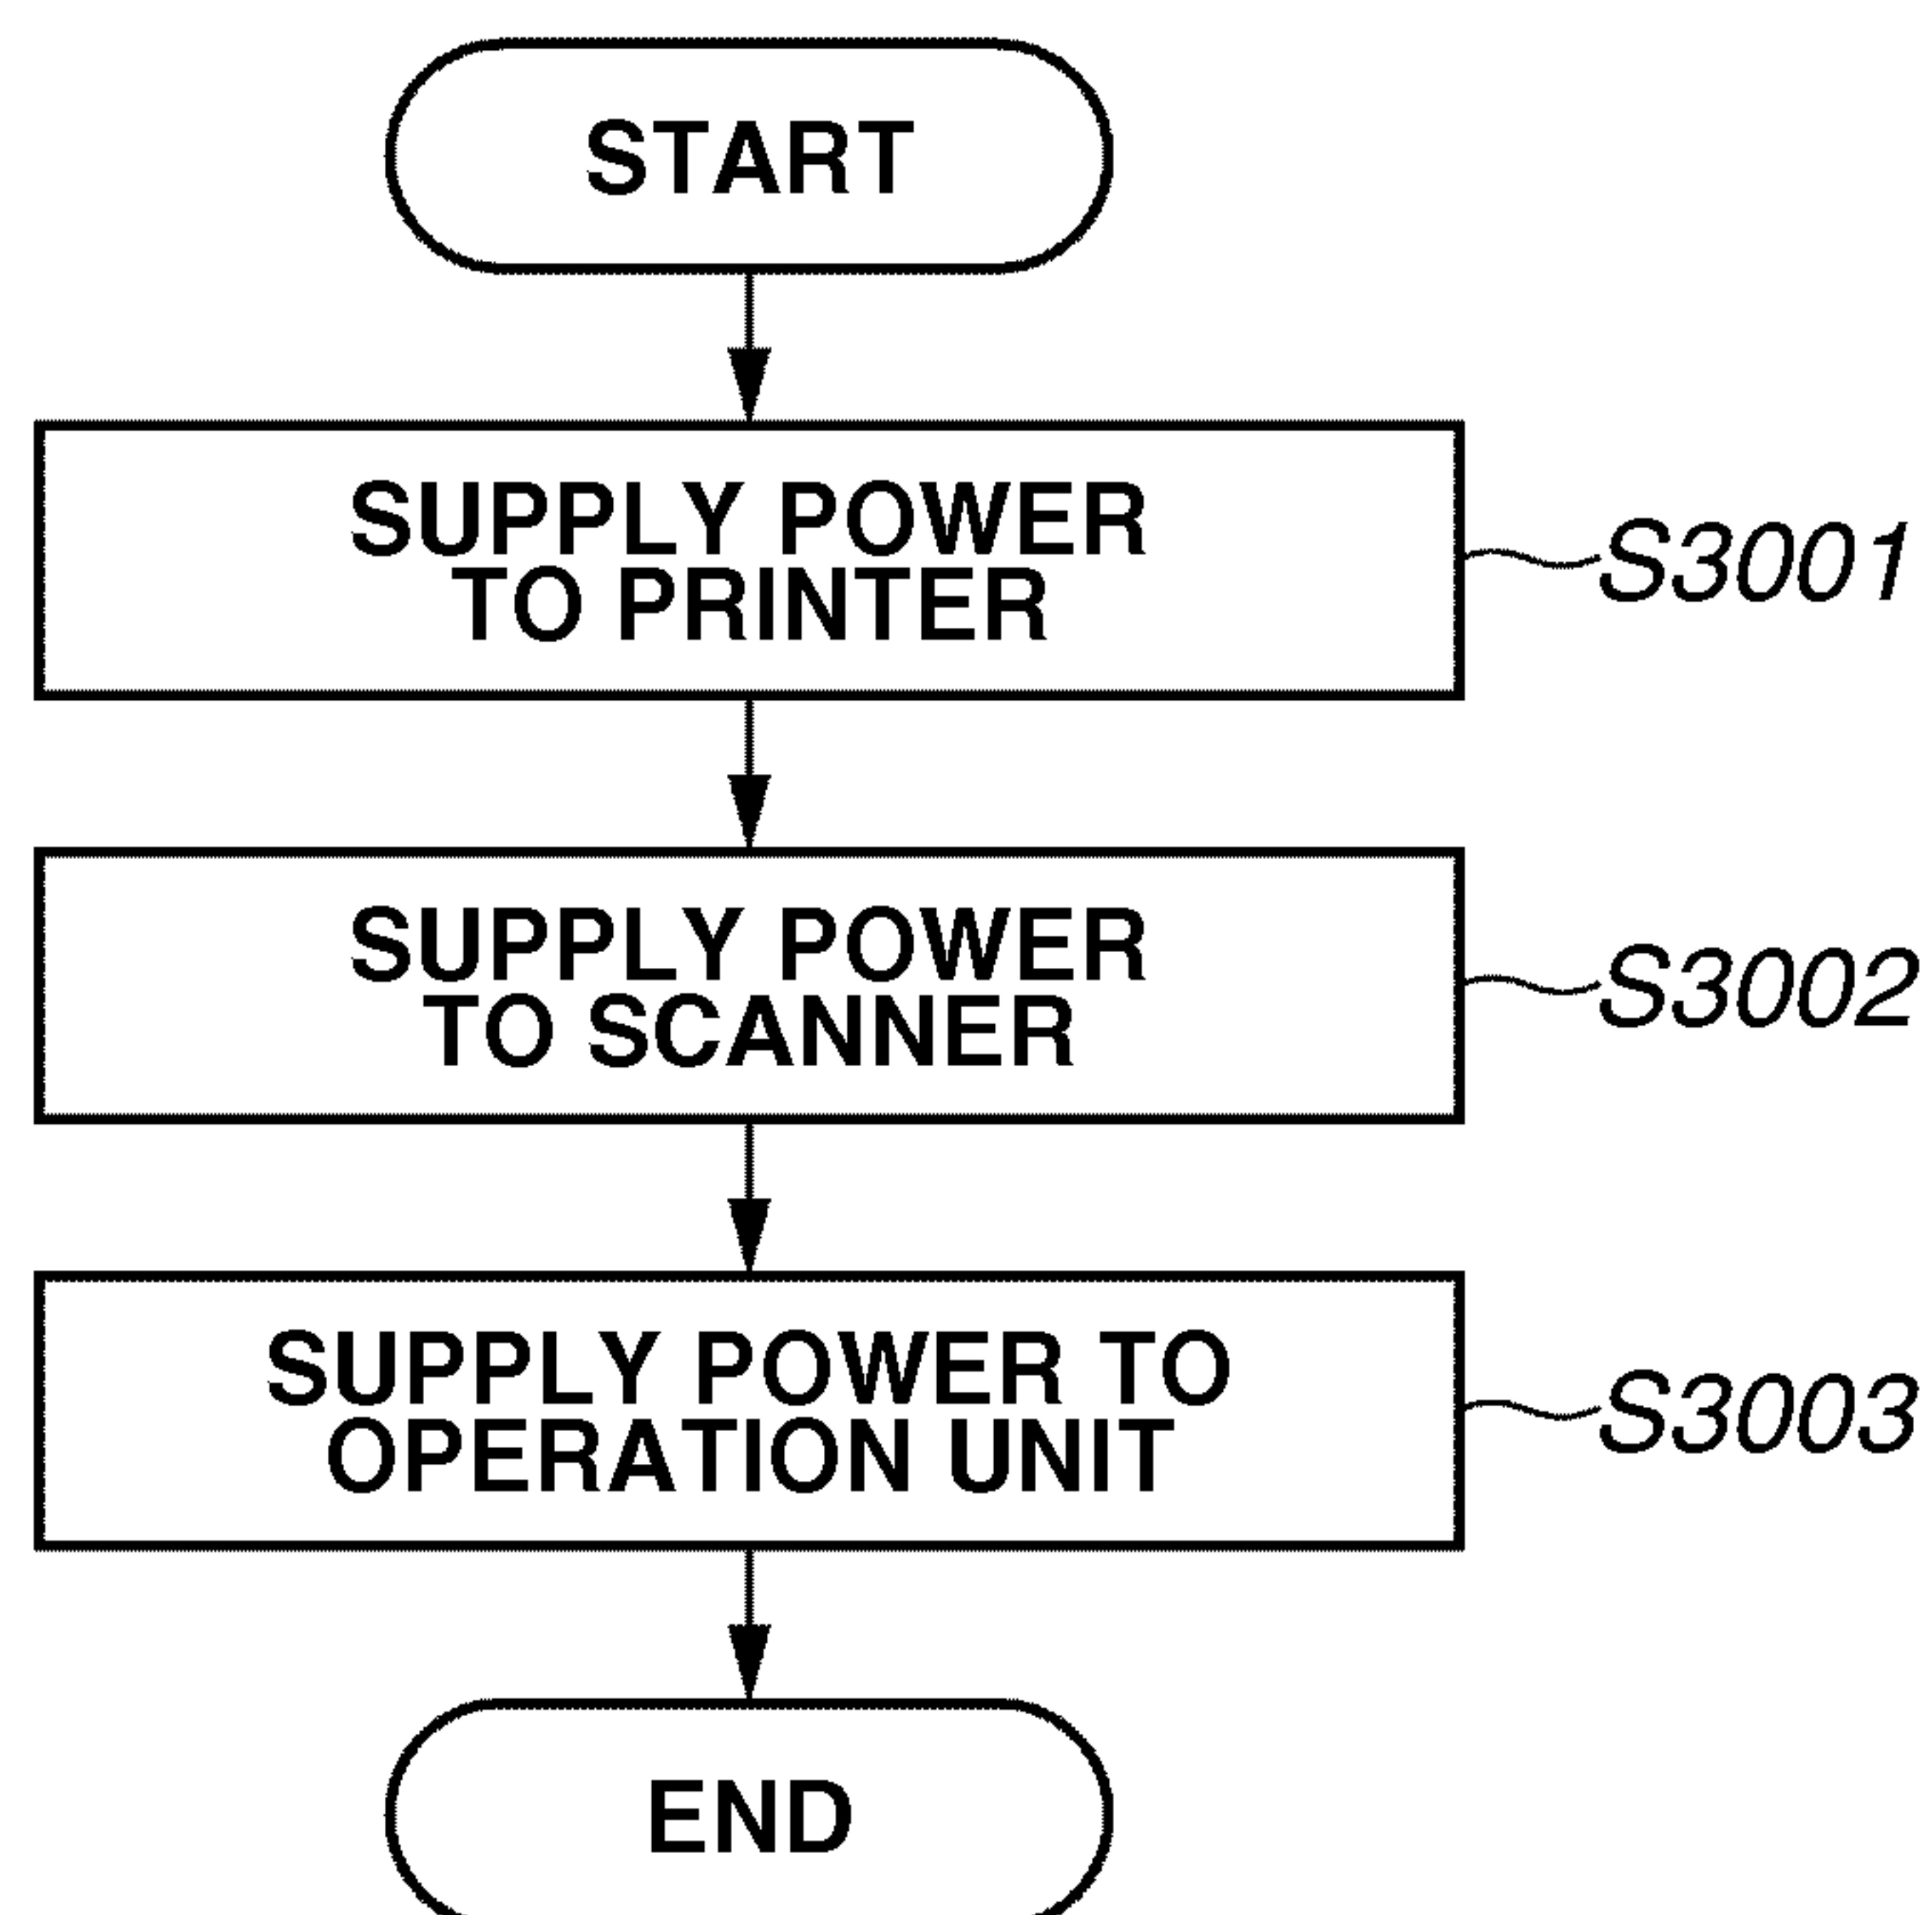 START
SUPPLY POWER
TO PRINTER
S3001
SUPPLY POWER
TO SCANNER
S3002
SUPPLY POWER TO
OPERATION UNIT
S3003
END